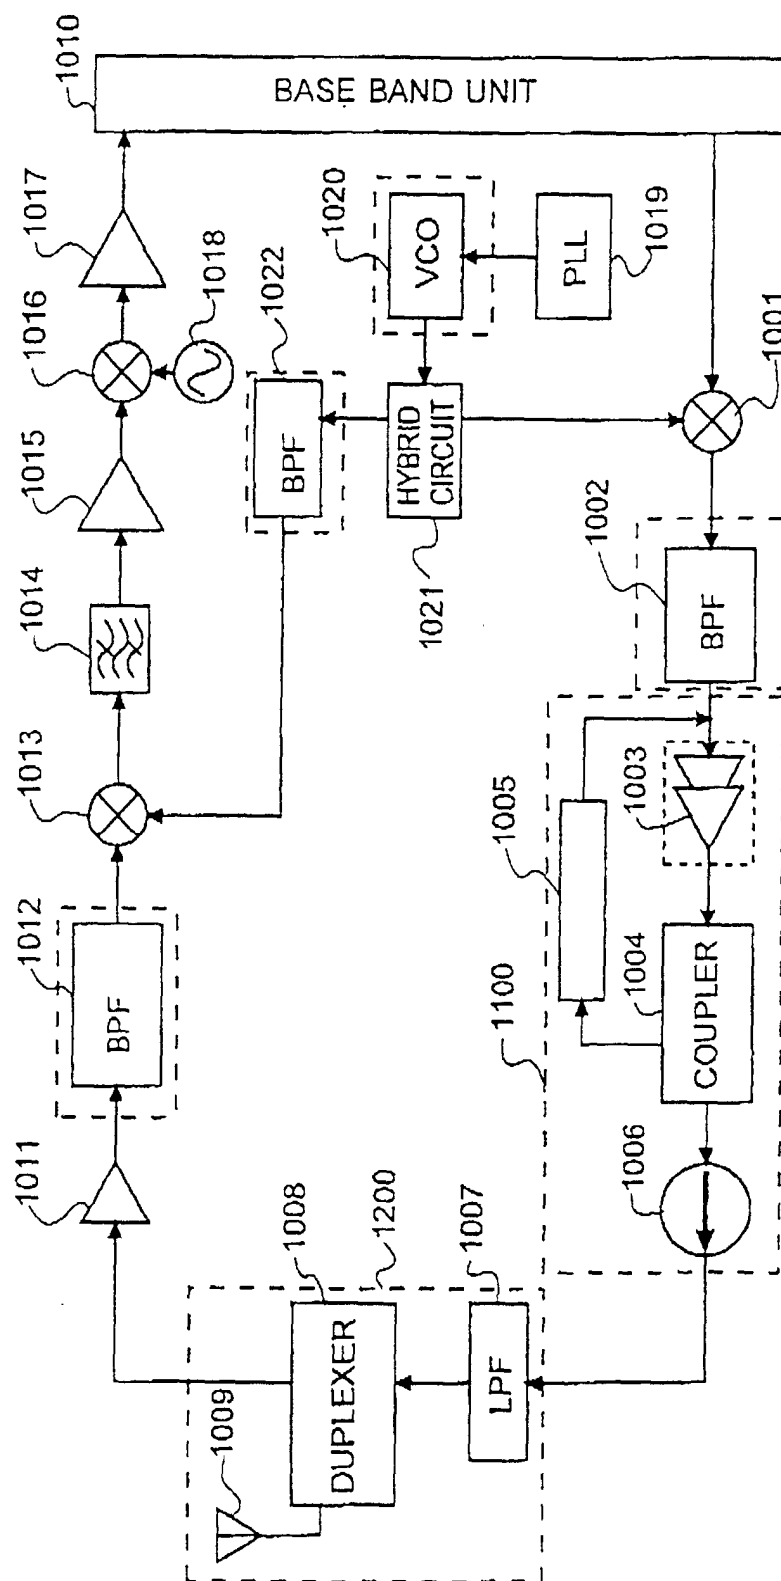 1009
1008
1200
1007
DUPLEXER
LPF
1011
1012
BPF
1013
1014
1015
1016
1017
1018
1010
BASE BAND UNIT
1022
BPF
1020
VCO
PLL
1019
HYBRID
CIRCUIT
1021
1001
1002
BPF
1003
1005
1004
COUPLER
1100
1006